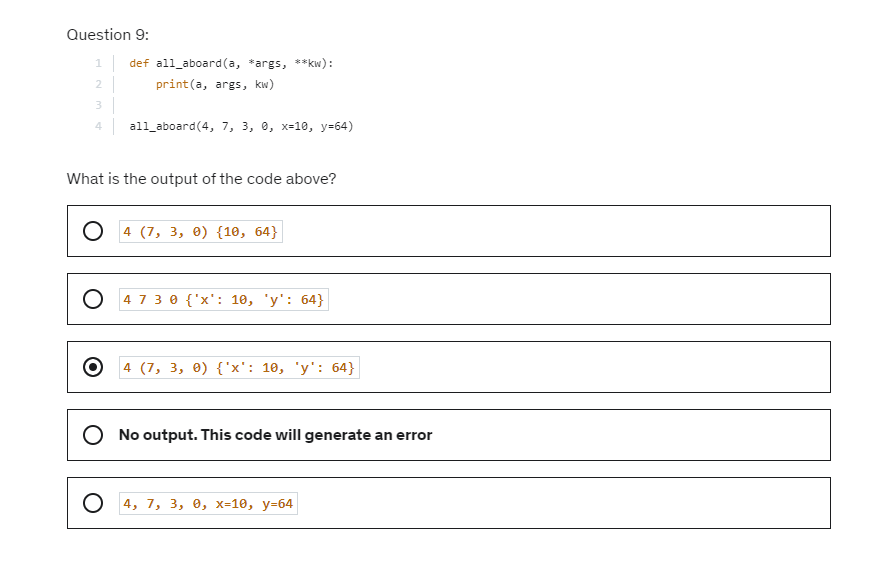 Question 9:
1 def all_aboard(a, *args, **kw):
2     print(a, args, kw)
3
4 all_aboard(4, 7, 3, 0, x=10, y=64)
What is the output of the code above?
4 (7, 3, 0) {10, 64}
4 7 3 0 {'x': 10, 'y': 64}
4 (7, 3, 0) {'x': 10, 'y': 64}
No output. This code will generate an error
4, 7, 3, 0, x=10, y=64